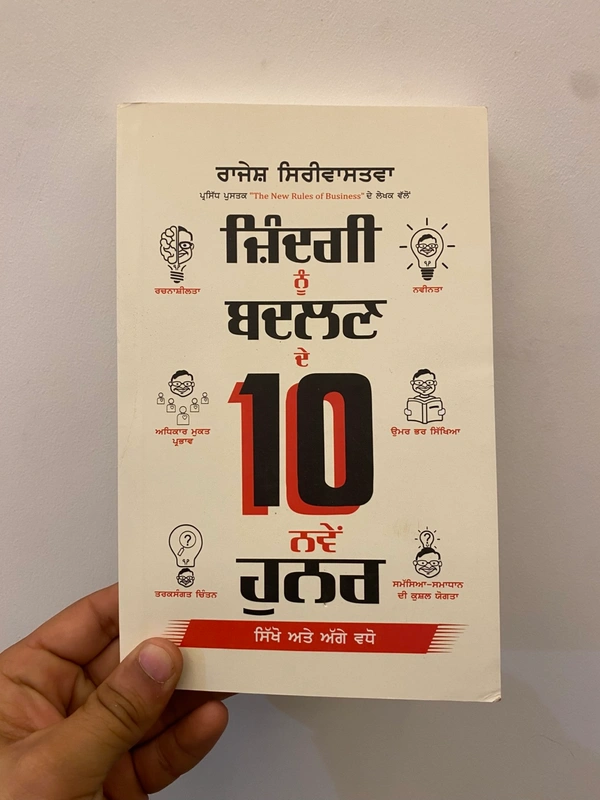 ਰਾਜੇਸ਼ ਸਿਰੀਵਾਸਤਵਾ
ਪ੍ਰਸਿੱਧ ਪੁਸਤਕ "The New Rules of Business" ਦੇ ਲੇਖਕ ਵੱਲੋਂ
ਜ਼ਿੰਦਗੀ
ਨੂੰ
ਬਦਲਣ
ਦੇ
10
ਨਵੇਂ
ਹੁਨਰ
ਰਚਨਾਸ਼ੀਲਤਾ
ਨਵੀਨਤਾ
ਅਧਿਕਾਰ ਮੁਕਤ
ਪ੍ਰਭਾਵ
ਉਮਰ ਭਰ ਸਿੱਖਿਆ
ਤਰਕਸੰਗਤ ਚਿੰਤਨ
ਸਮੱਸਿਆ-ਸਮਾਧਾਨ
ਦੀ ਕੁਸ਼ਲ ਯੋਗਤਾ
ਸਿੱਖੋ ਅਤੇ ਅੱਗੇ ਵਧੋ